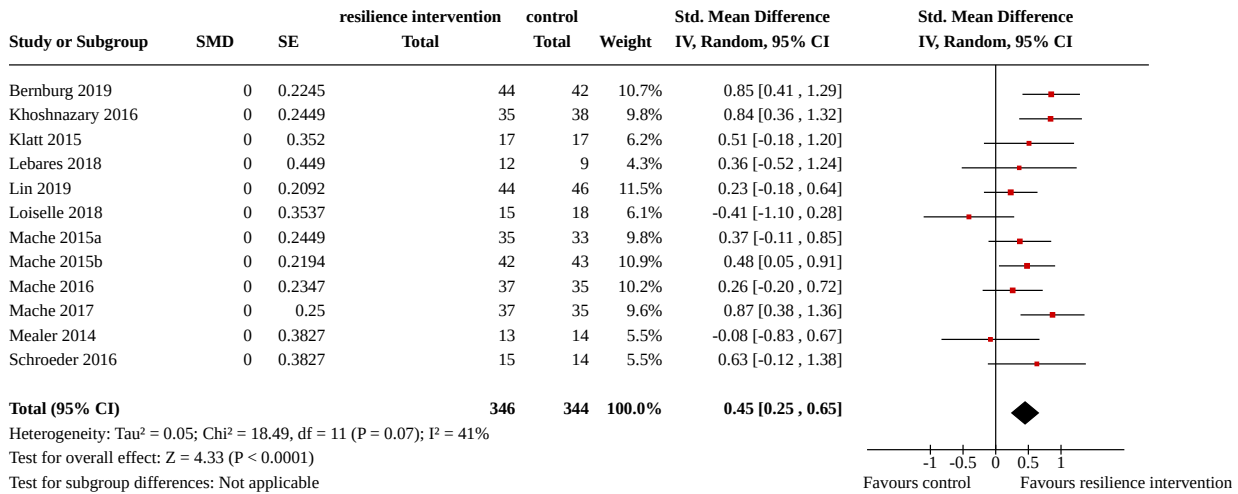 resilience intervention control Std. Mean Difference Std. Mean Difference
Study or Subgroup SMD SE Total Total Weight IV, Random, 95% CI IV, Random, 95% CI
Bernburg 2019 0 0.2245 44 42 10.7% 0.85 [0.41 , 1.29]
Khoshnazary 2016 0 0.2449 35 38 9.8% 0.84 [0.36 , 1.32]
Klatt 2015 0 0.352 17 17 6.2% 0.51 [-0.18 , 1.20]
Lebares 2018 0 0.449 12 9 4.3% 0.36 [-0.52 , 1.24]
Lin 2019 0 0.2092 44 46 11.5% 0.23 [-0.18 , 0.64]
Loiselle 2018 0 0.3537 15 18 6.1% -0.41 [-1.10 , 0.28]
Mache 2015a 0 0.2449 35 33 9.8% 0.37 [-0.11 , 0.85]
Mache 2015b 0 0.2194 42 43 10.9% 0.48 [0.05 , 0.91]
Mache 2016 0 0.2347 37 35 10.2% 0.26 [-0.20 , 0.72]
Mache 2017 0 0.25 37 35 9.6% 0.87 [0.38 , 1.36]
Mealer 2014 0 0.3827 13 14 5.5% -0.08 [-0.83 , 0.67]
Schroeder 2016 0 0.3827 15 14 5.5% 0.63 [-0.12 , 1.38]
Total (95% CI) 346 344 100.0% 0.45 [0.25 , 0.65]
Heterogeneity: Tau² = 0.05; Chi² = 18.49, df = 11 (P = 0.07); I² = 41%
Test for overall effect: Z = 4.33 (P < 0.0001)
-1 -0.5 0 0.5 1
Test for subgroup differences: Not applicable Favours control Favours resilience intervention